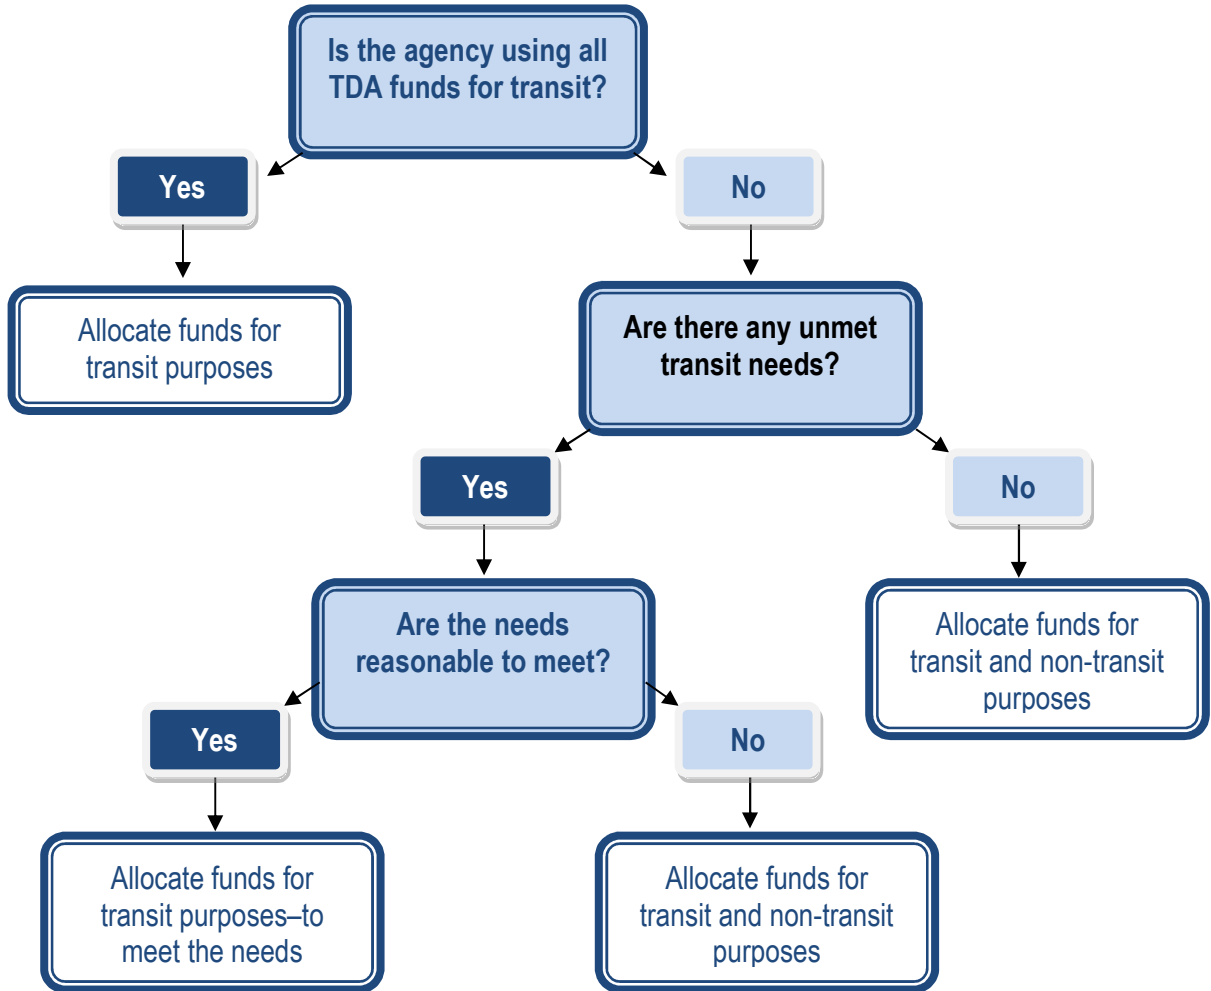 Is the agency using all
TDA funds for transit?
Yes
No
Allocate funds for
transit purposes
Are there any unmet
transit needs?
Yes
No
Are the needs
reasonable to meet?
Allocate funds for
transit and non-transit
purposes
Yes
No
Allocate funds for
transit purposes–to
meet the needs
Allocate funds for
transit and non-transit
purposes